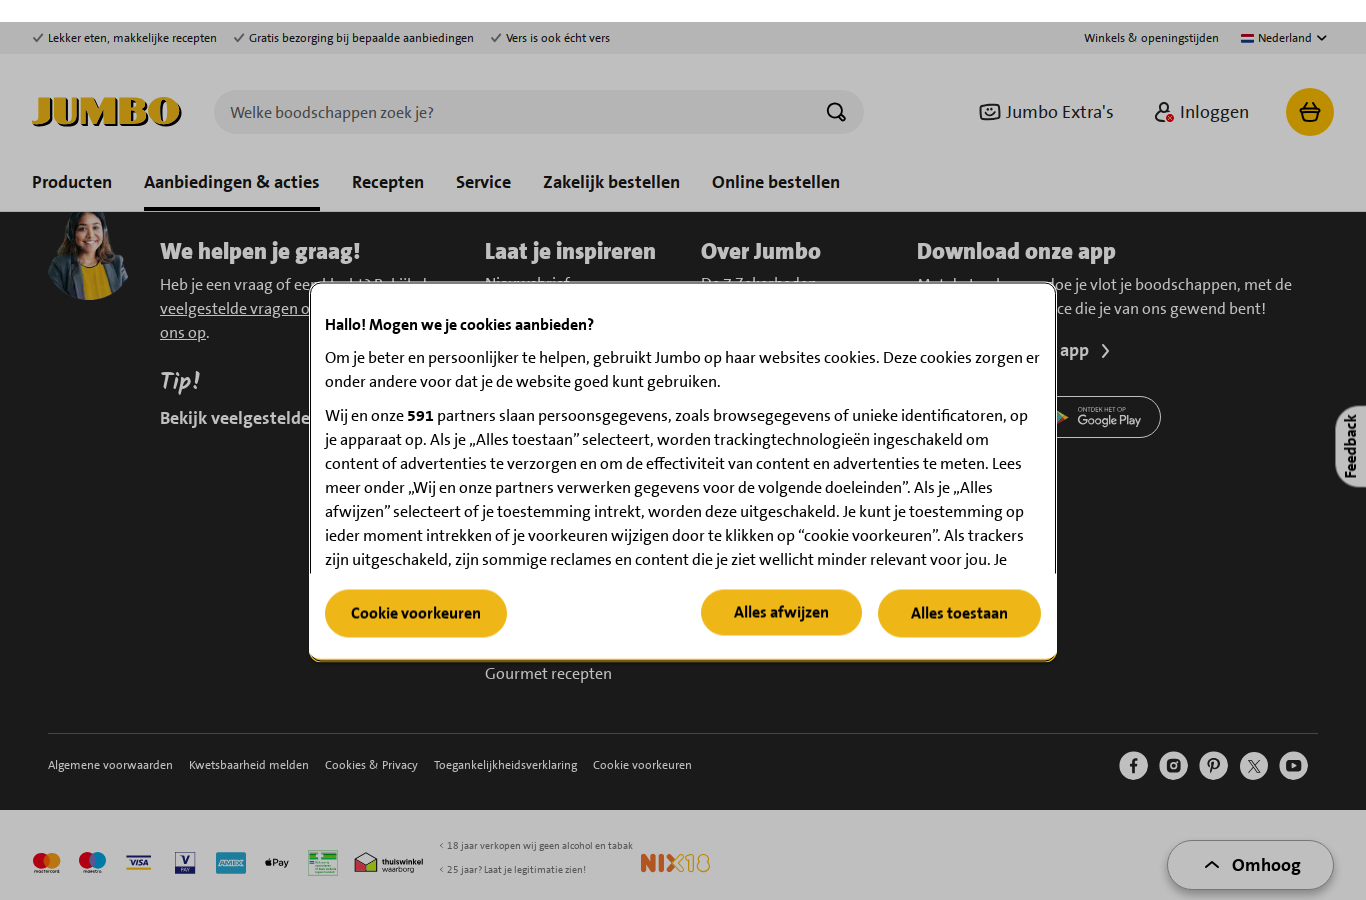 Lekker eten, makkelijke recepten
Gratis bezorging bij bepaalde aanbiedingen
Vers is ook écht vers
Winkels & openingstijden
Nederland
JUMBO
Welke boodschappen zoek je?
Jumbo Extra's
Inloggen
Producten
Aanbiedingen & acties
Recepten
Service
Zakelijk bestellen
Online bestellen
We helpen je graag!
Heb je een vraag of een
veelgestelde vragen
ons op.
Tip!
Bekijk veelgestelde
Laat je inspireren
Over Jumbo
Download onze app
je vlot je boodschappen, met de
die je van ons gewend bent!
app
ONTDEK HET OP
Google Play
Feedback
Hallo! Mogen we je cookies aanbieden?
Om je beter en persoonlijker te helpen, gebruikt Jumbo op haar websites cookies. Deze cookies zorgen er
onder andere voor dat je de website goed kunt gebruiken.
Wij en onze 591 partners slaan persoonsgegevens, zoals browsegegevens of unieke identificatoren, op
je apparaat op. Als je „Alles toestaan” selecteert, worden trackingtechnologieën ingeschakeld om
content of advertenties te verzorgen en om de effectiviteit van content en advertenties te meten. Lees
meer onder „Wij en onze partners verwerken gegevens voor de volgende doeleinden”. Als je „Alles
afwijzen” selecteert of je toestemming intrekt, worden deze uitgeschakeld. Je kunt je toestemming op
ieder moment intrekken of je voorkeuren wijzigen door te klikken op “cookie voorkeuren”. Als trackers
zijn uitgeschakeld, zijn sommige reclames en content die je ziet wellicht minder relevant voor jou. Je
Cookie voorkeuren
Alles afwijzen
Alles toestaan
Gourmet recepten
Algemene voorwaarden
Kwetsbaarheid melden
Cookies & Privacy
Toegankelijkheidsverklaring
Cookie voorkeuren
mastercard
maestro
VISA
V PAY
AMEX
Pay
thuiswinkel
waarborg
< 18 jaar verkopen wij geen alcohol en tabak
< 25 jaar? Laat je legitimatie zien!
NIX18
Omhoog